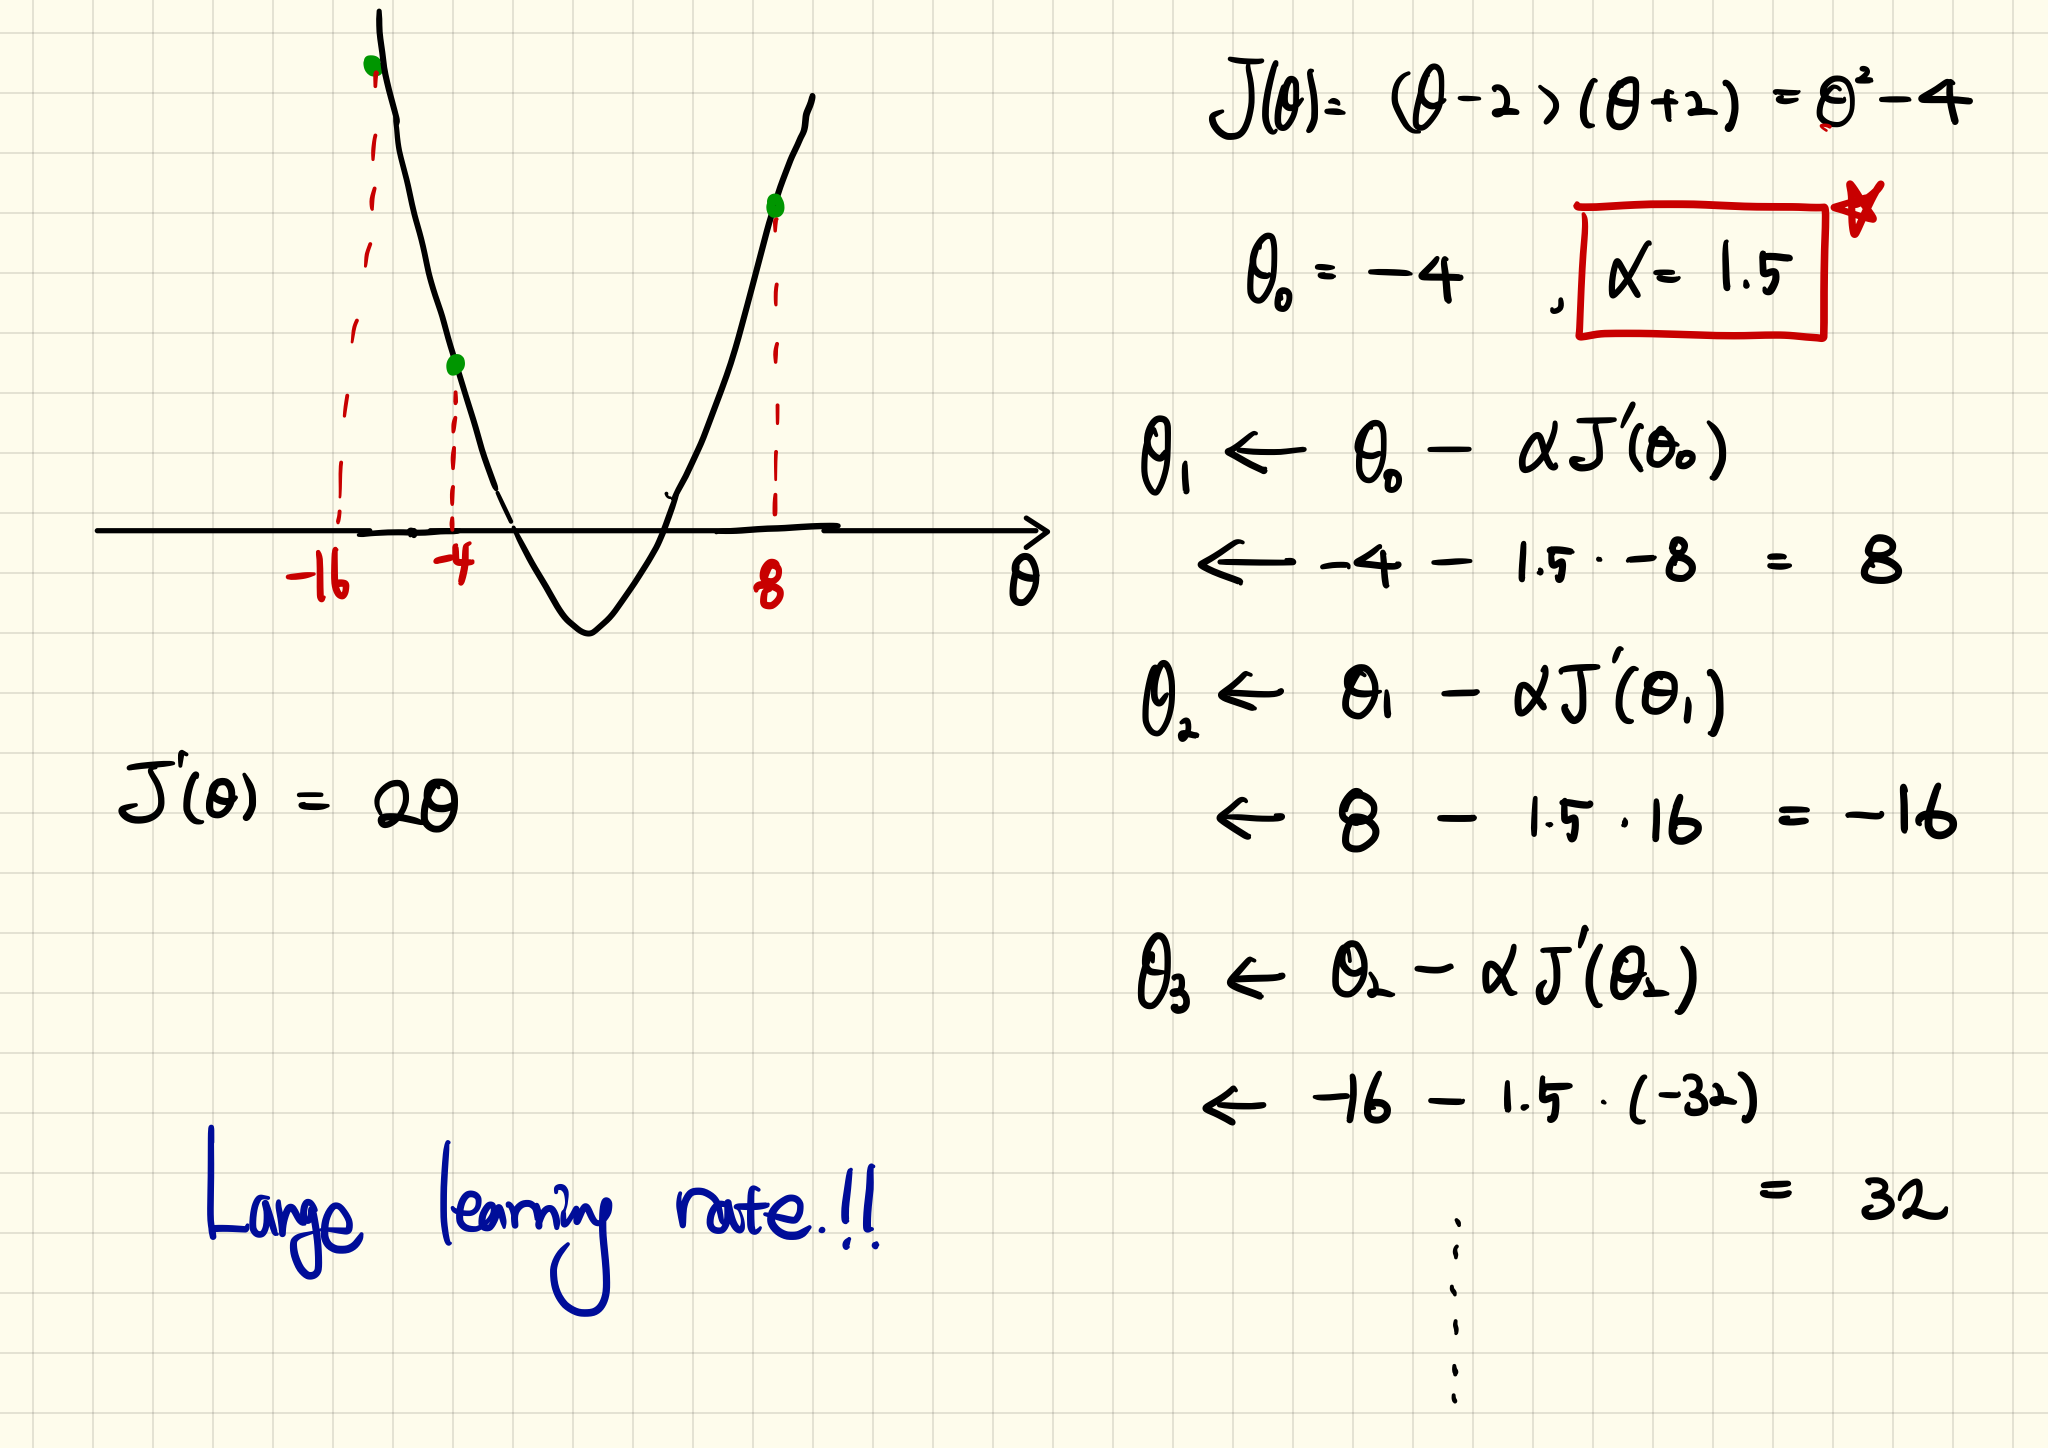 J(θ) = (θ-2)(θ+2) = θ²-4
θ₀ = -4 , α = 1.5
θ₁ ← θ₀ - αJ'(θ₀)
← -4 - 1.5 · -8 = 8
θ₂ ← θ₁ - αJ'(θ₁)
← 8 - 1.5 · 16 = -16
θ₃ ← θ₂ - αJ'(θ₂)
← -16 - 1.5 · (-32)
= 32
-16 -4 8 θ
J'(θ) = 2θ
Large learning rate.!!